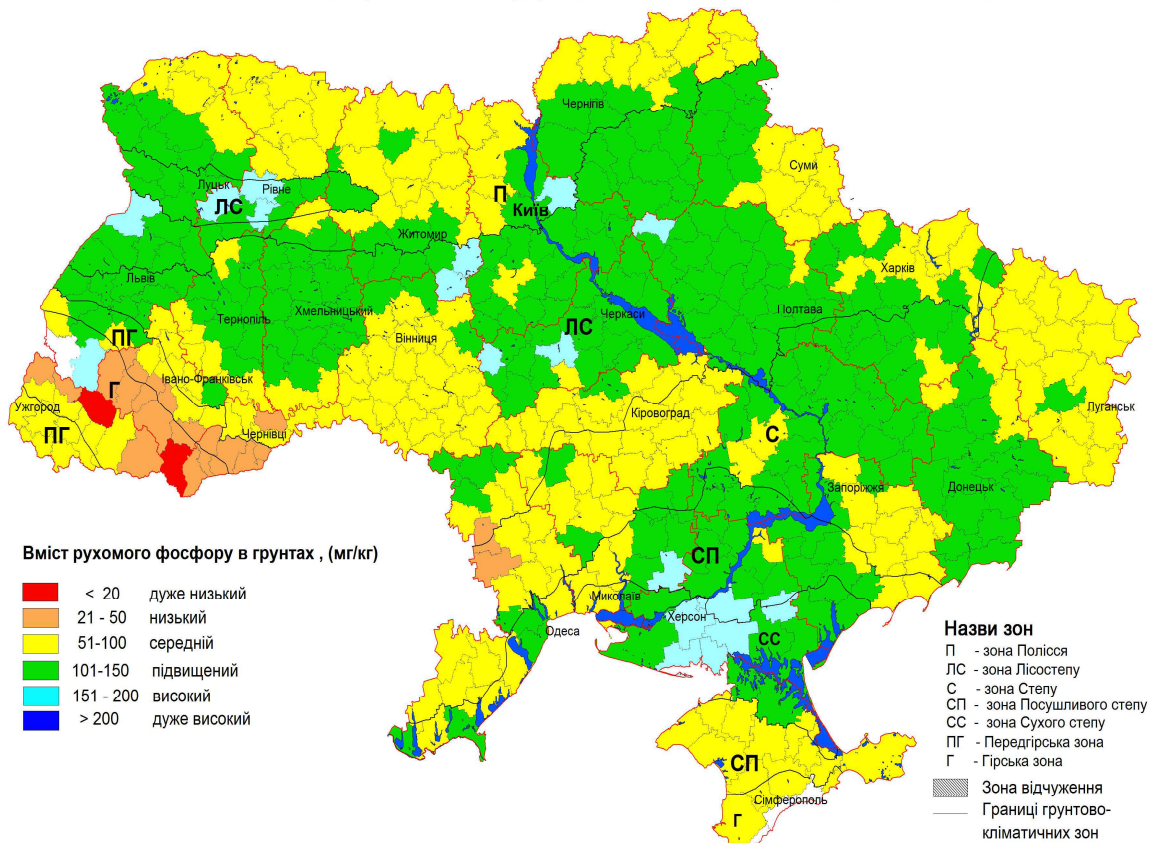 Чернігів
Суми
Луцьк
Рівне
ЛС
П
Київ
Житомир
Харків
Львів
Тернопіль
Хмельницький
Черкаси
Полтава
ЛС
Вінниця
ПГ
Г
Івано-Франківськ
Ужгород
ПГ
Чернівці
Кіровоград
С
Луганськ
Запоріжжя
Донецьк
СП
Миколаїв
Херсон
Одеса
СС
СП
Сімферополь
Г
Вміст рухомого фосфору в грунтах , (мг/кг)
< 20 дуже низький
21 - 50 низький
51-100 середній
101-150 підвищений
151 - 200 високий
> 200 дуже високий
Назви зон
П - зона Полісся
ЛС - зона Лісостепу
С - зона Степу
СП - зона Посушливого степу
СС - зона Сухого степу
ПГ - Передгірська зона
Г - Гірська зона
Зона відчуження
Границі грунтово-
кліматичних зон